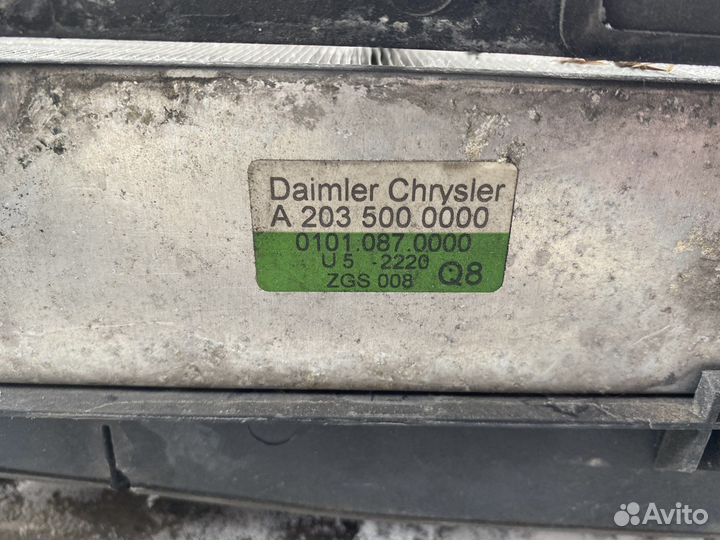 Daimler Chrysler
A 203 500 0000
0101.087.0000
U 5 -2220
ZGS 008 Q8
Avito